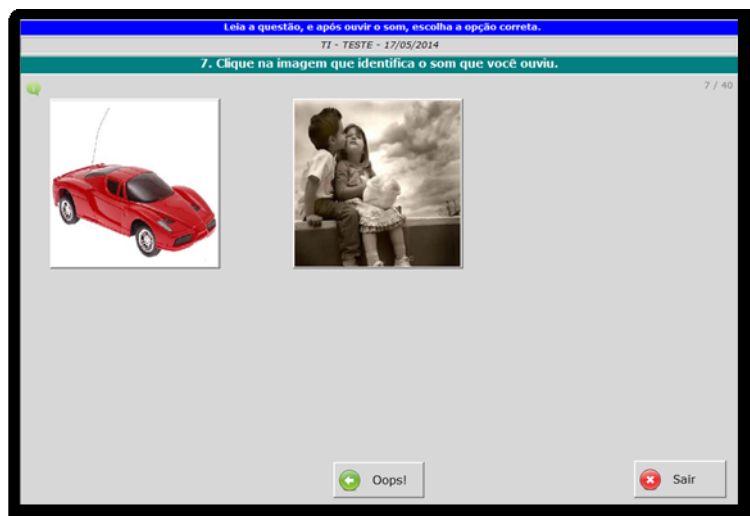 Leia a questão, e após ouvir o som, escolha a opção correta.
TI - TESTE - 17/05/2014
7. Clique na imagem que identifica o som que você ouviu.
7 / 40
Oops!
Sair